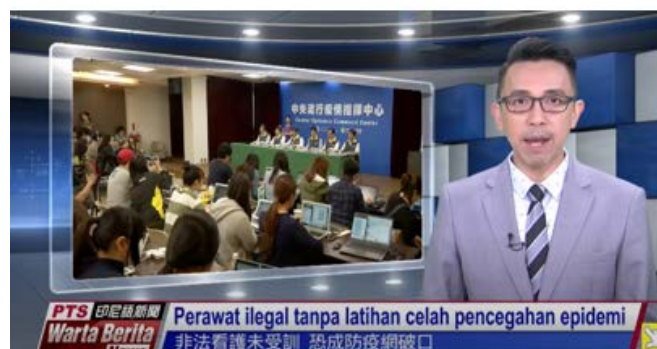 中央流行疫情指揮中心
Central Epidemic Command Center
PTS 印尼語新聞
Warta Berita
Perawat ilegal tanpa latihan celah pencegahan epidemi
非法看護未受訓 恐成防疫網破口